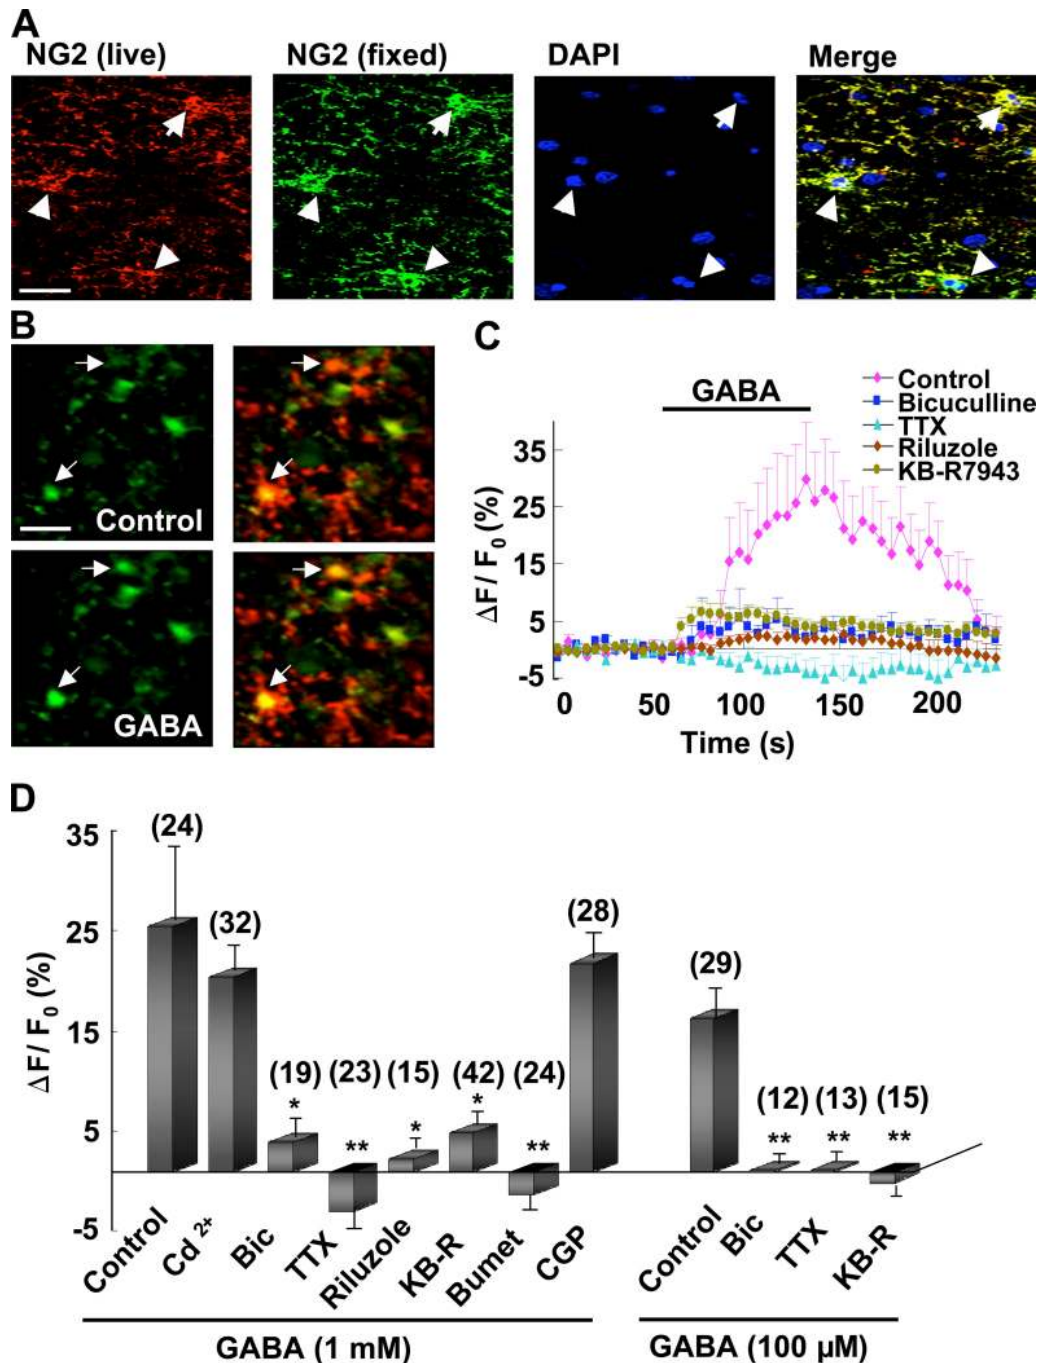 A
NG2 (live) NG2 (fixed) DAPI Merge
B
Control
GABA
C
GABA
Control
Bicuculline
TTX
Riluzole
KB-R7943
ΔF/ F₀ (%)
35
25
15
5
-5
0 50 100 150 200
Time (s)
D
ΔF/ F₀ (%)
35
25
15
5
-5
(24) (32) (19) (23) (15) (42) (24) (28) (29) (12) (13) (15)
* ** * * ** ** ** **
Control Cd ²⁺ Bic TTX Riluzole KB-R Bumet CGP Control Bic TTX KB-R
GABA (1 mM) GABA (100 µM)